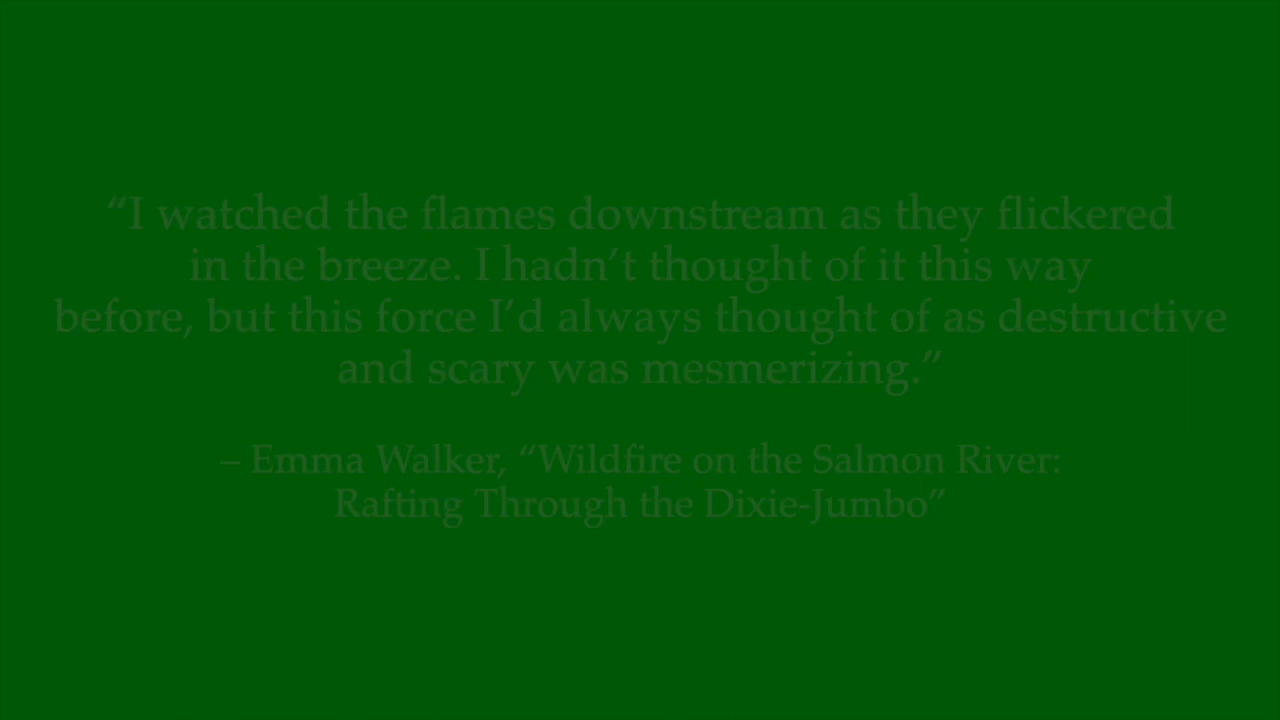 “I watched the flames downstream as they flickered
in the breeze. I hadn’t thought of it this way
before, but this force I’d always thought of as destructive
and scary was mesmerizing.”
– Emma Walker, “Wildfire on the Salmon River:
Rafting Through the Dixie-Jumbo”